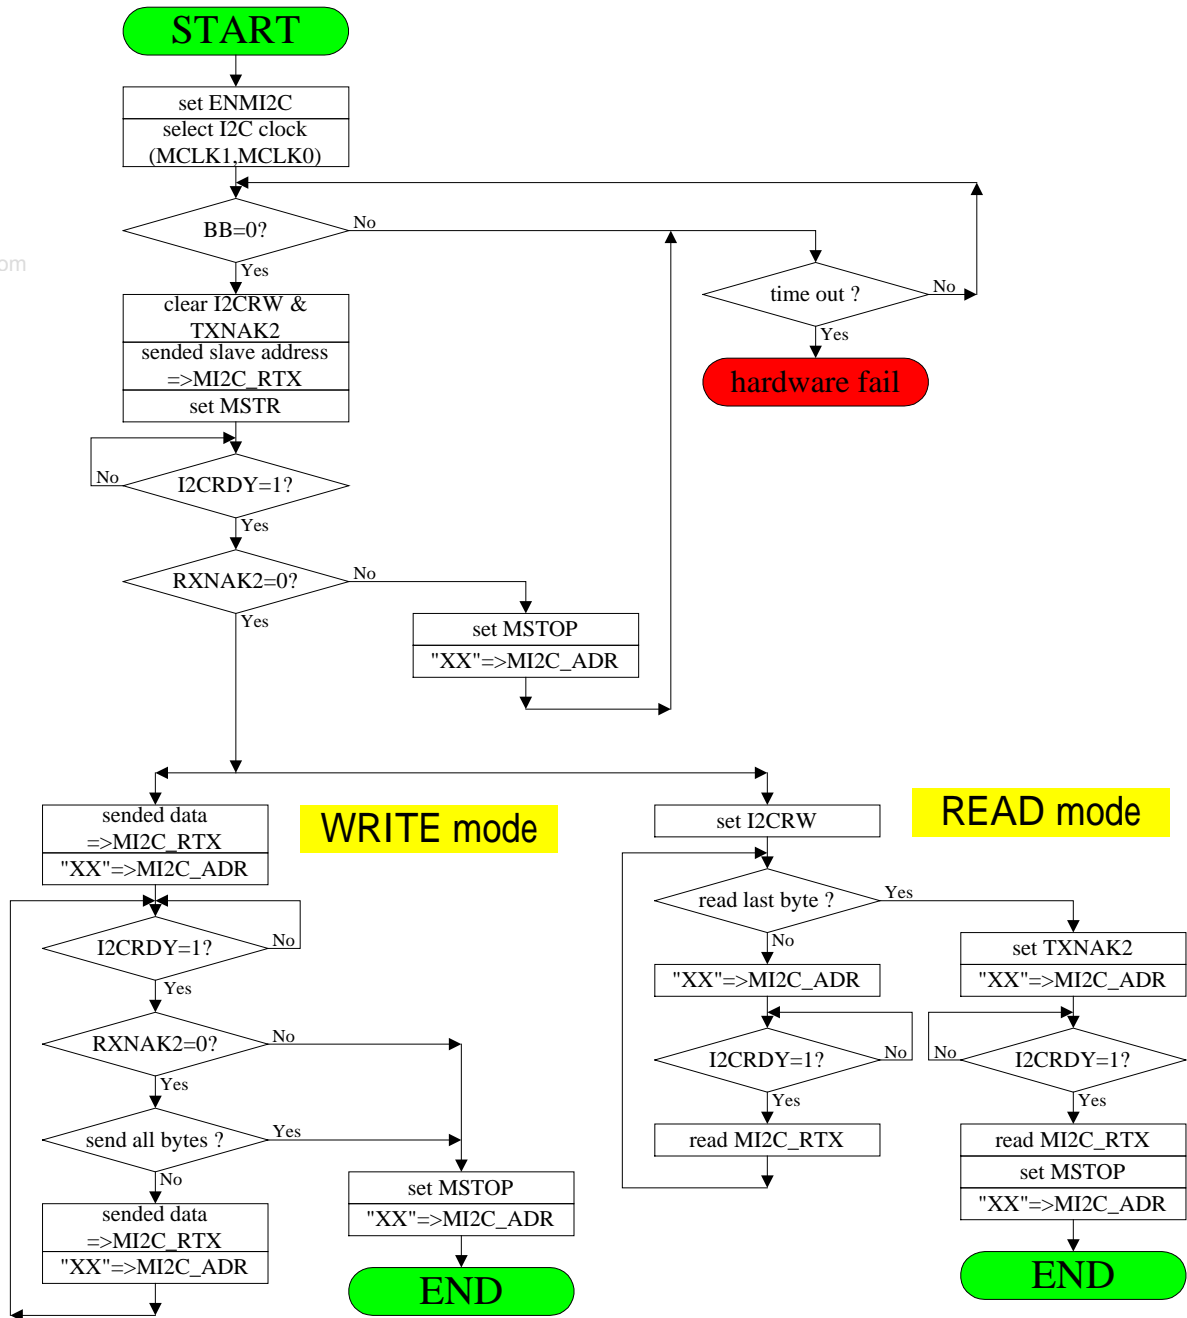 START
set ENMI2C
select I2C clock
(MCLK1,MCLK0)
BB=0?
No
Yes
om
time out ?
No
Yes
hardware fail
clear I2CRW &
TXNAK2
sended slave address
=>MI2C_RTX
set MSTR
I2CRDY=1?
No
Yes
RXNAK2=0?
No
Yes
set MSTOP
"XX"=>MI2C_ADR
WRITE mode
sended data
=>MI2C_RTX
"XX"=>MI2C_ADR
I2CRDY=1?
No
Yes
RXNAK2=0?
No
Yes
send all bytes ?
Yes
No
sended data
=>MI2C_RTX
"XX"=>MI2C_ADR
set MSTOP
"XX"=>MI2C_ADR
END
READ mode
set I2CRW
read last byte ?
Yes
No
"XX"=>MI2C_ADR
I2CRDY=1?
No
Yes
read MI2C_RTX
set TXNAK2
"XX"=>MI2C_ADR
No
I2CRDY=1?
Yes
read MI2C_RTX
set MSTOP
"XX"=>MI2C_ADR
END